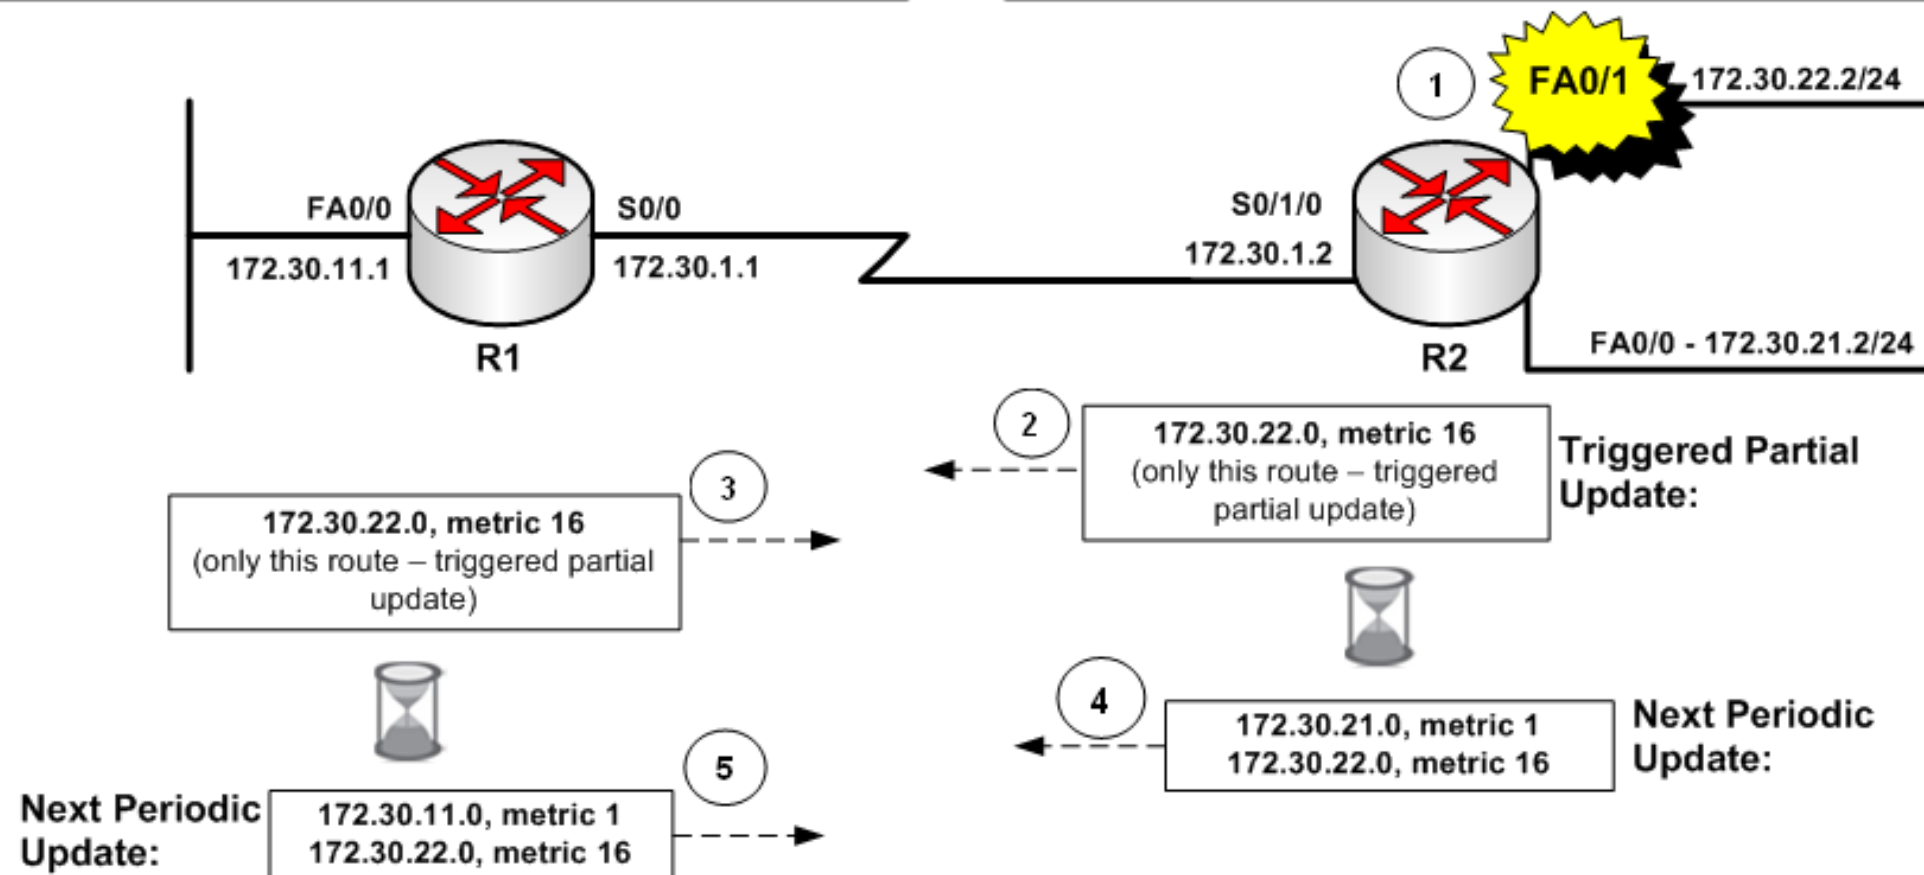 1
FA0/1
172.30.22.2/24
FA0/0
S0/0
172.30.11.1
172.30.1.1
S0/1/0
172.30.1.2
R1
R2
FA0/0 - 172.30.21.2/24
2
172.30.22.0, metric 16
(only this route – triggered
partial update)
Triggered Partial
Update:
3
172.30.22.0, metric 16
(only this route – triggered partial
update)
4
172.30.21.0, metric 1
172.30.22.0, metric 16
Next Periodic
Update:
5
Next Periodic
Update:
172.30.11.0, metric 1
172.30.22.0, metric 16